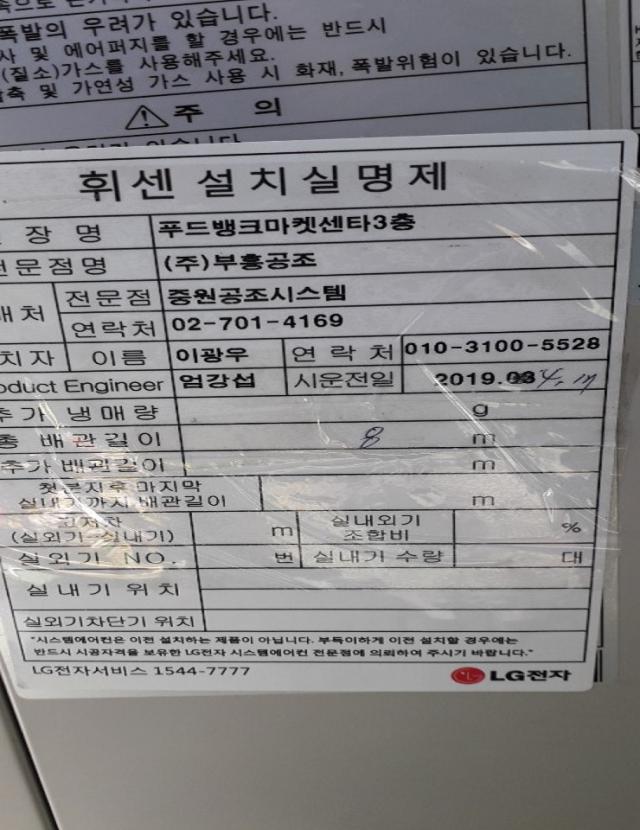 폭발의 우려가 있습니다.
사 및 에어퍼지를 할 경우에는 반드시
(질소)가스를 사용해주세요.
압축 및 가연성 가스 사용 시 화재, 폭발위험이 있습니다.
주 의
휘센 설치실명제
장 명 푸드뱅크마켓센타3층
전문점명 (주)부흥공조
매처 전문점 중원공조시스템
연락처 02-701-4169
치자 이름 이광우 연 락 처 010-3100-5528
oduct Engineer 엄강섭 시운전일 2019.03 4. 17
추가 냉매량 g
총 배관길이 8 m
추가 배관길이 m
첫분지후 마지막
실내기까지 배관길이 m
고저차
(실외기-실내기) m 실내외기
조합비 %
실외기 NO. 번 실내기 수량 대
실내기 위치
실외기차단기 위치
"시스템에어컨은 이전 설치하는 제품이 아닙니다. 부득이하게 이전 설치할 경우에는
반드시 시공자격을 보유한 LG전자 시스템에어컨 전문점에 의뢰하여 주시기 바랍니다."
LG전자서비스 1544-7777
LG전자